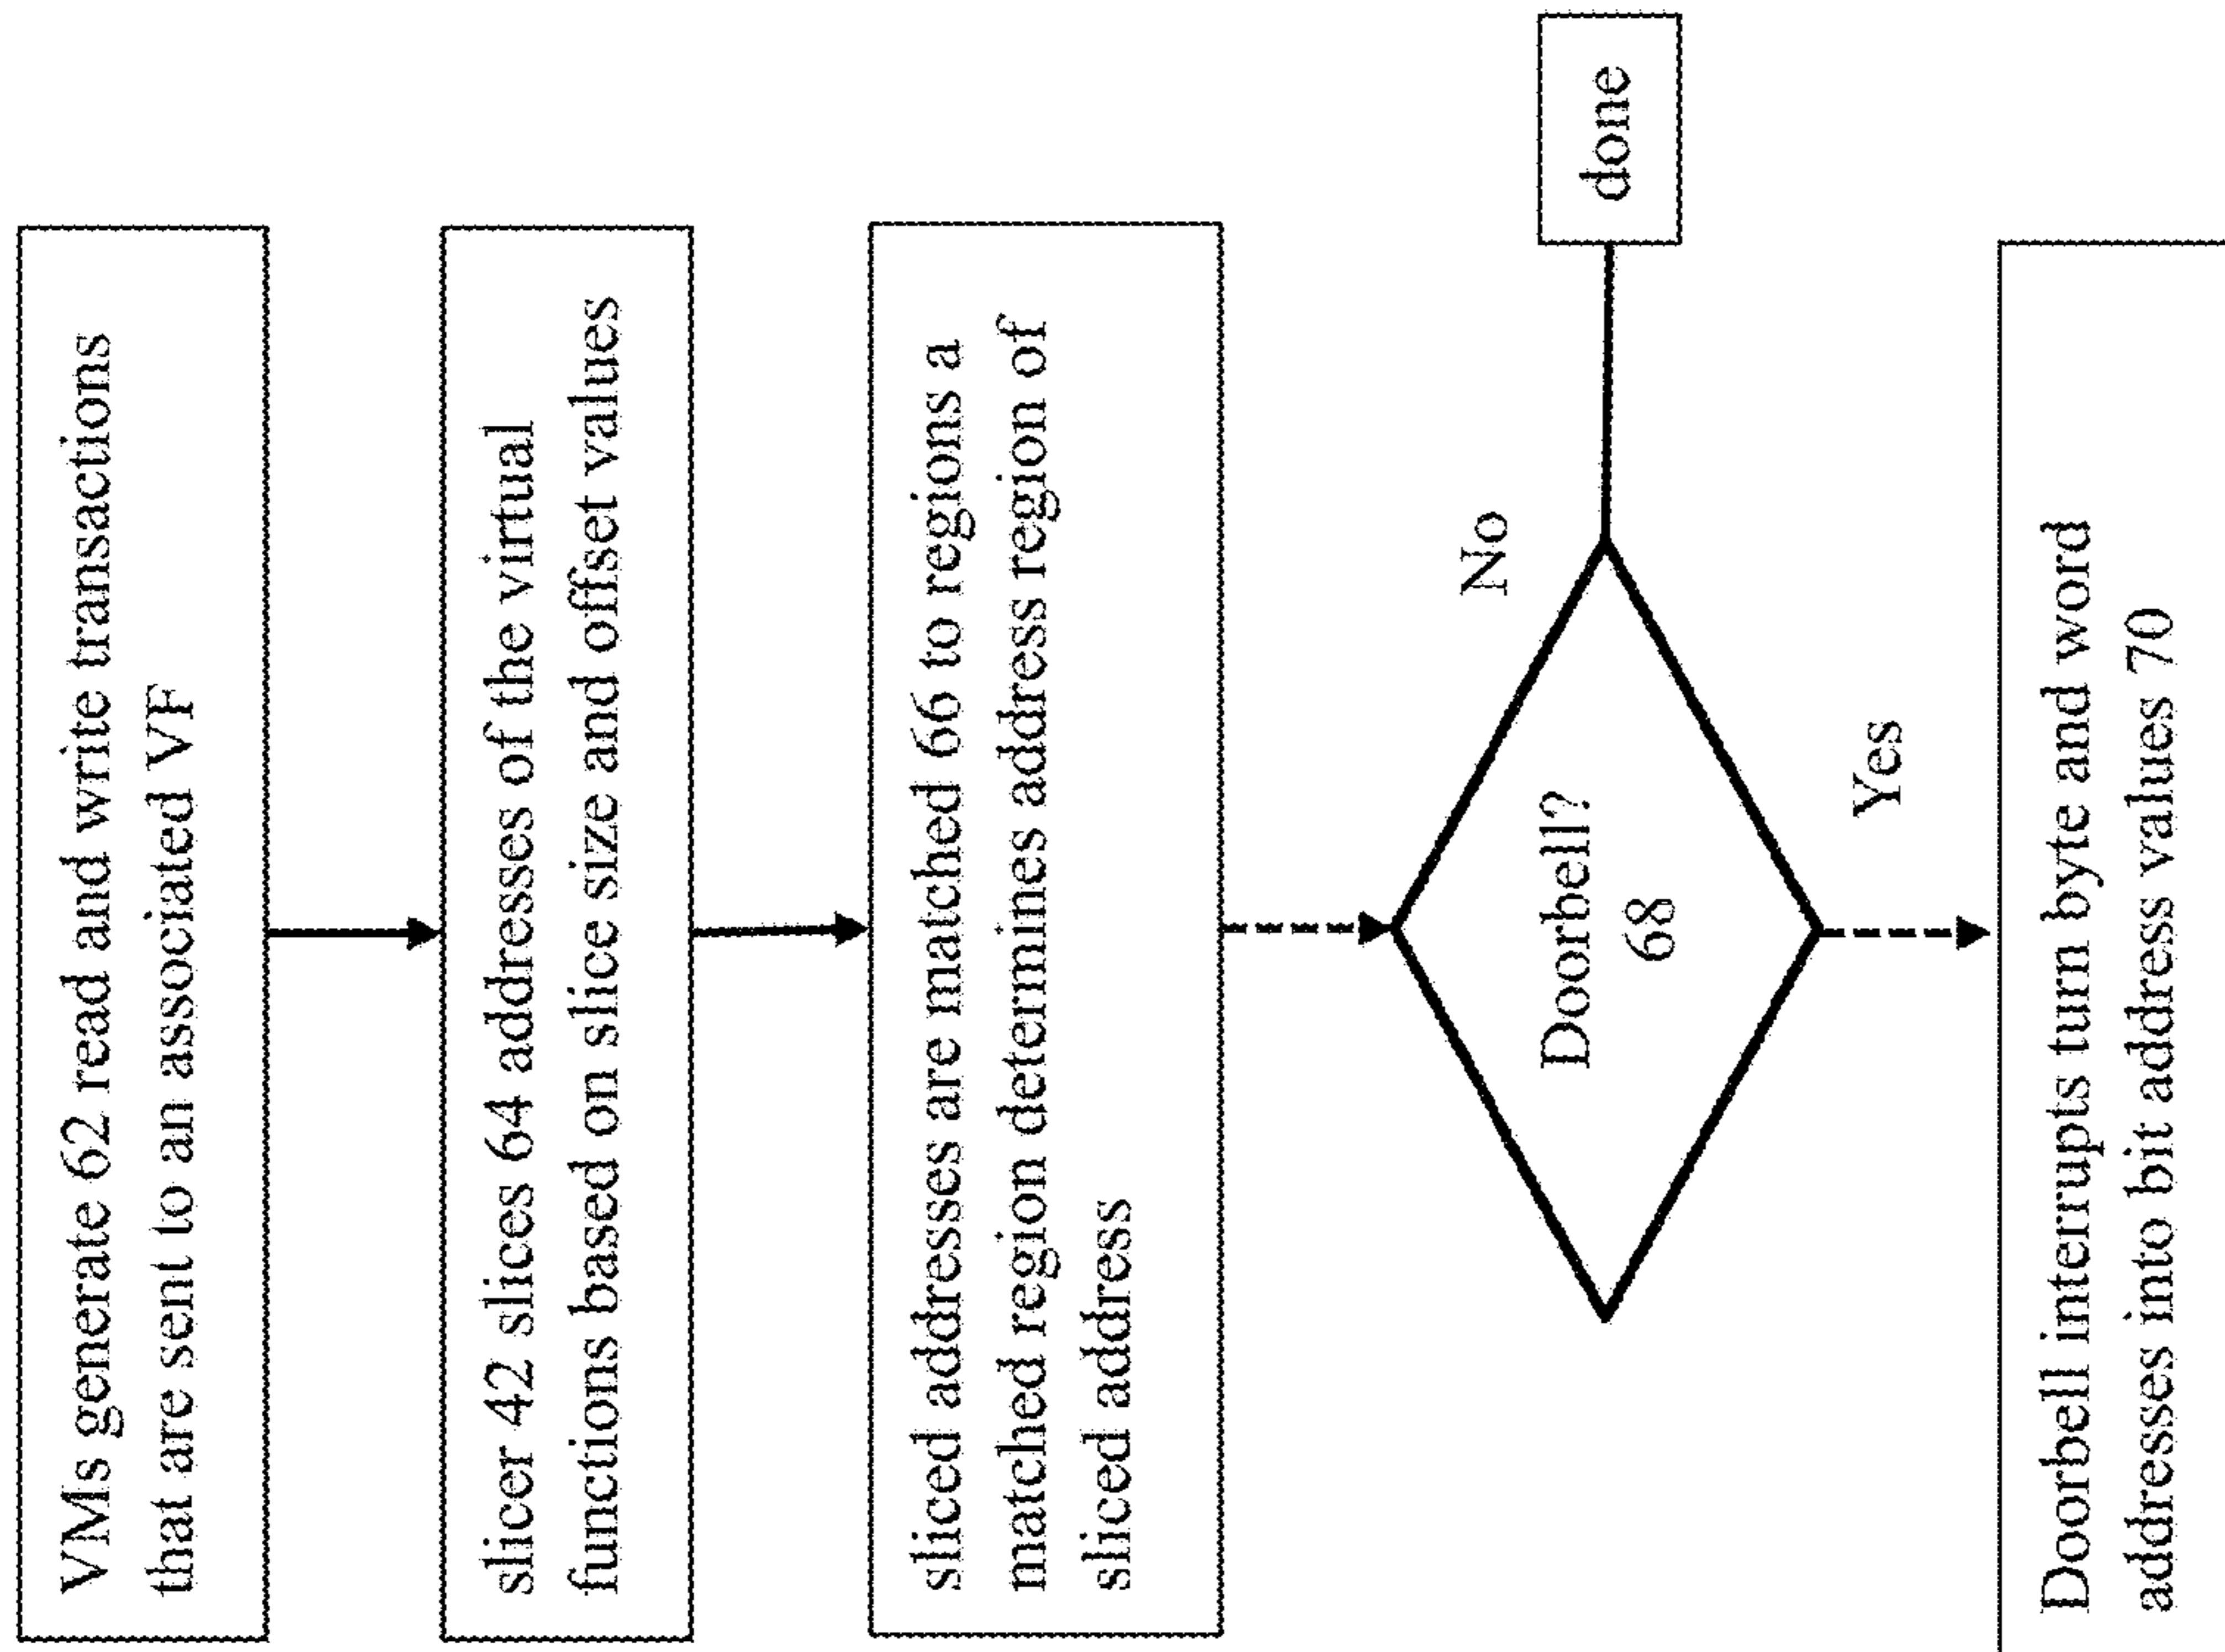 VMs generate 62 read and write transactions
that are sent to an associated VF
slicer 42 slices 64 addresses of the virtual
functions based on slice size and offset values
sliced addresses are matched 66 to regions a
matched region determines address region of
sliced address
Doorbell?
68
No
done
Yes
Doorbell interrupts turn byte and word
addresses into bit address values 70